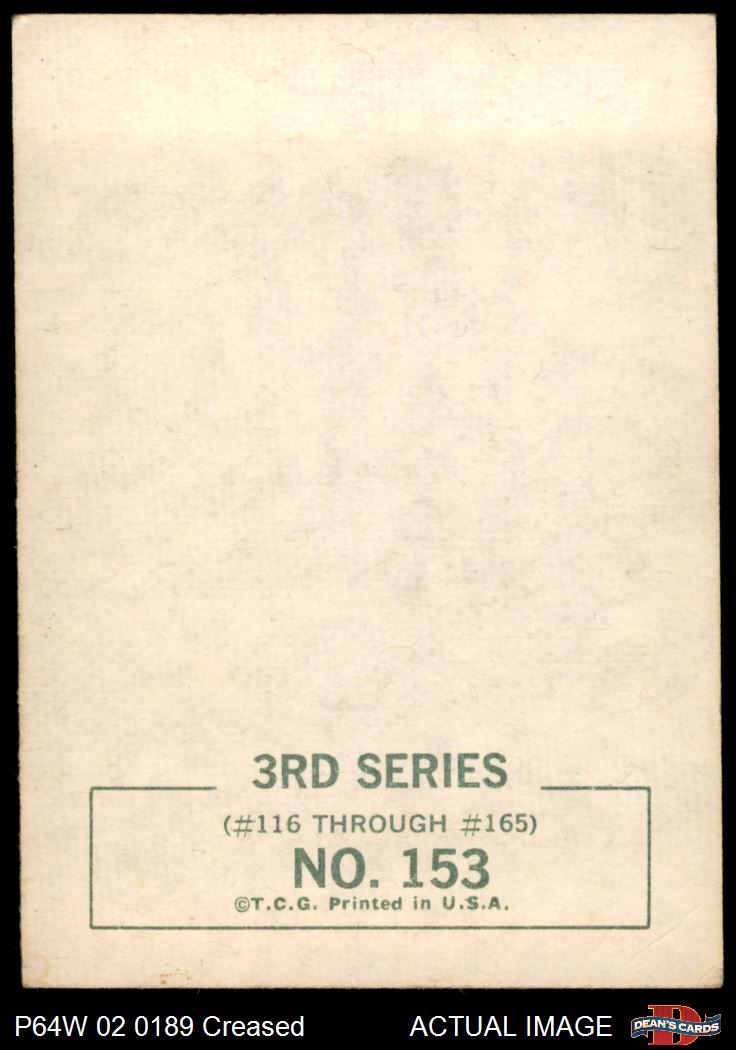 3RD SERIES
(#116 THROUGH #165)
NO. 153
©T.C.G. Printed in U.S.A.
P64W 02 0189 Creased ACTUAL IMAGE
DEAN'S CARDS